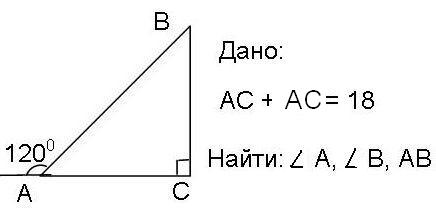 B
Дано:
AC + AC = 18
120⁰
Найти: ∠ A, ∠ B, AB
A
C